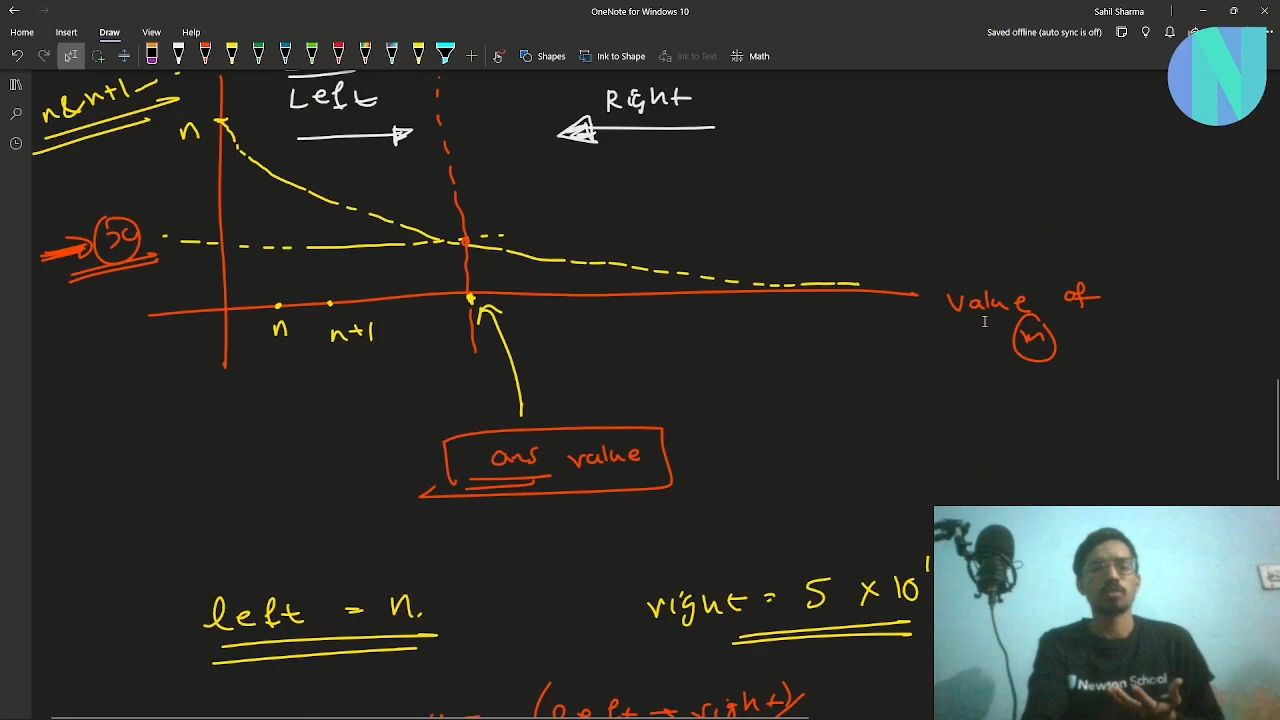 OneNote for Windows 10
Sahil Sharma
Home Insert Draw View Help
Saved offline (auto sync is off)
Shapes Ink to Shape Ink to Text Math
n & n+1
Left
Right
n
n
n+1
value of
m
ans value
left = n.
right = 5 × 10
(left + right)
Newton School